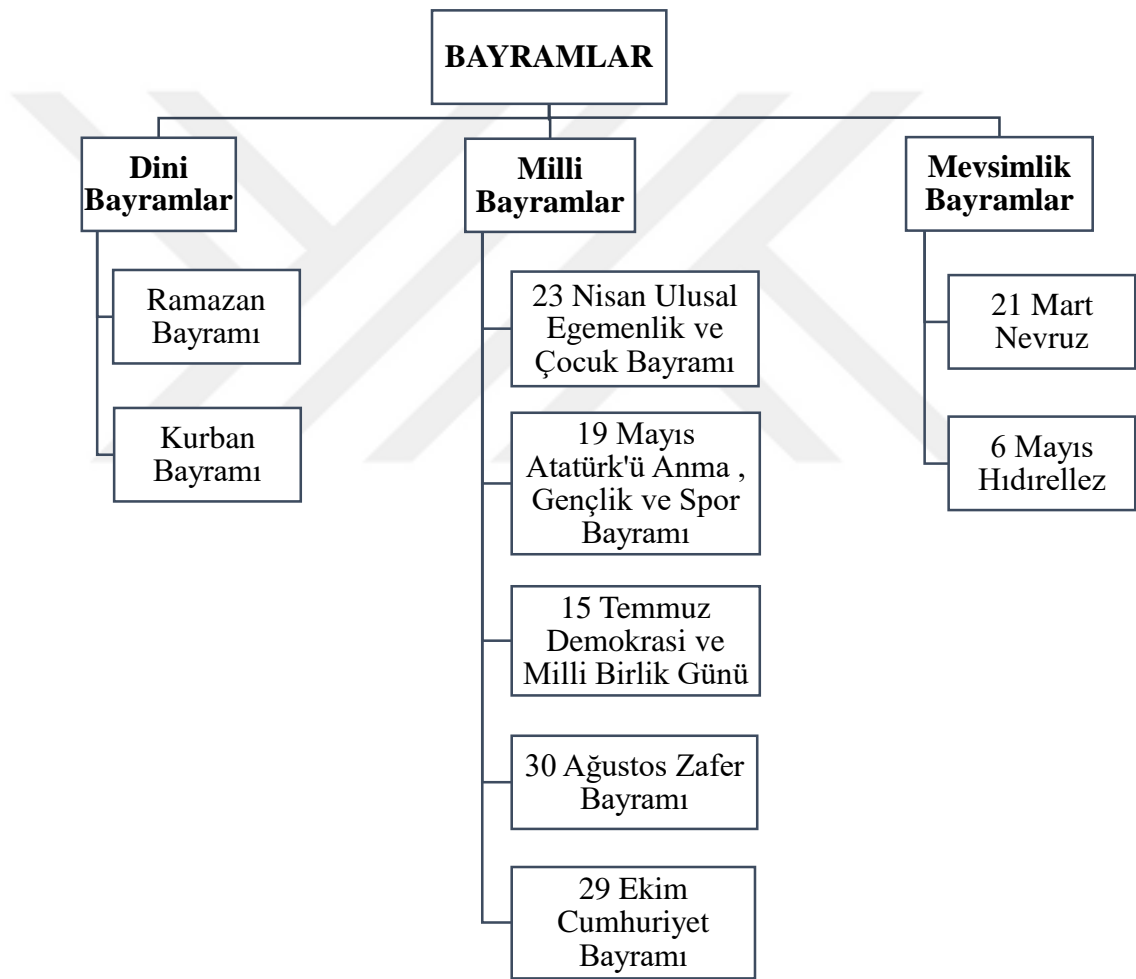 BAYRAMLAR
Dini
Bayramlar
Ramazan
Bayramı
Kurban
Bayramı
Milli
Bayramlar
23 Nisan Ulusal
Egemenlik ve
Çocuk Bayramı
19 Mayıs
Atatürk'ü Anma ,
Gençlik ve Spor
Bayramı
15 Temmuz
Demokrasi ve
Milli Birlik Günü
30 Ağustos Zafer
Bayramı
29 Ekim
Cumhuriyet
Bayramı
Mevsimlik
Bayramlar
21 Mart
Nevruz
6 Mayıs
Hıdırellez